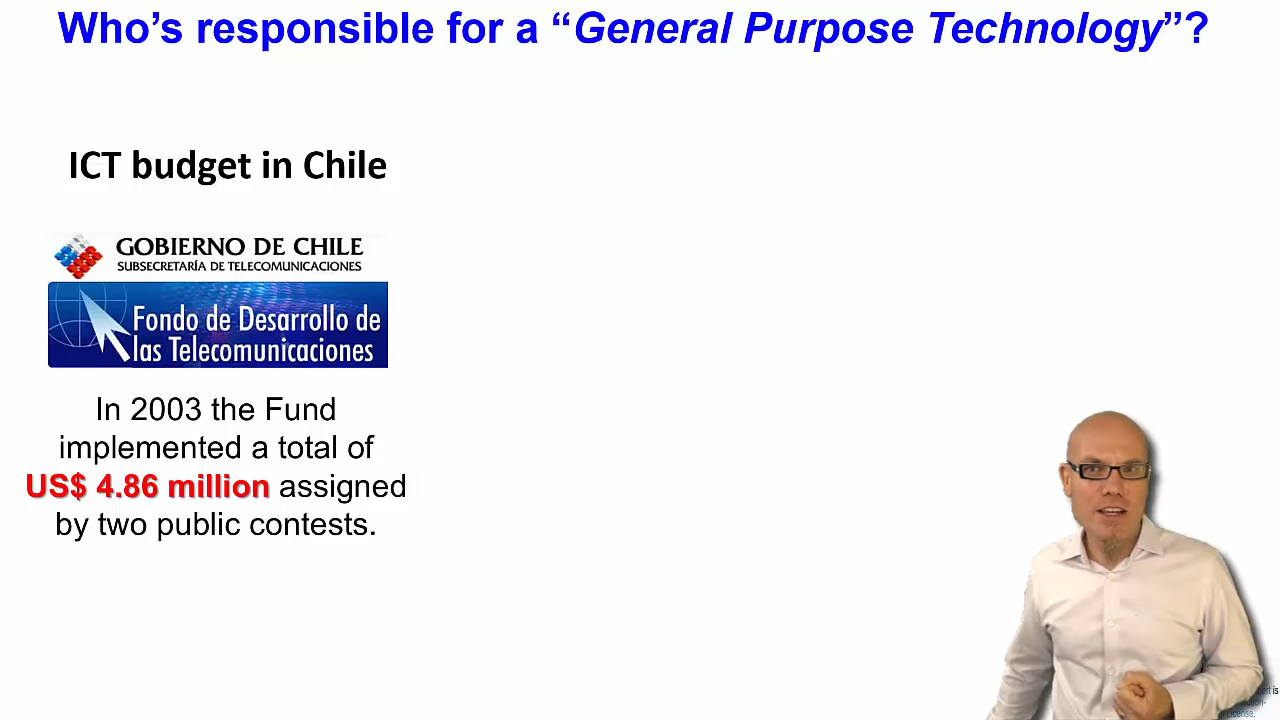 Who's responsible for a “General Purpose Technology”?
ICT budget in Chile
GOBIERNO DE CHILE
SUBSECRETARÍA DE TELECOMUNICACIONES
Fondo de Desarrollo de
las Telecomunicaciones
In 2003 the Fund
implemented a total of
US$ 4.86 million assigned
by two public contests.
is
License.